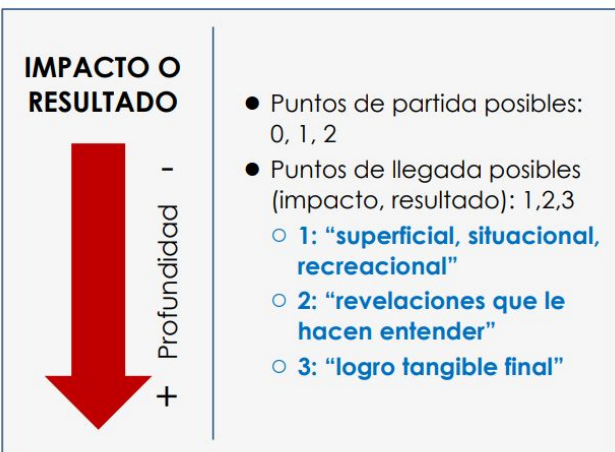 IMPACTO O
RESULTADO
-
Profundidad
+
● Puntos de partida posibles:
0, 1, 2
● Puntos de llegada posibles
(impacto, resultado): 1,2,3
○ 1: “superficial, situacional,
recreacional”
○ 2: “revelaciones que le
hacen entender”
○ 3: “logro tangible final”